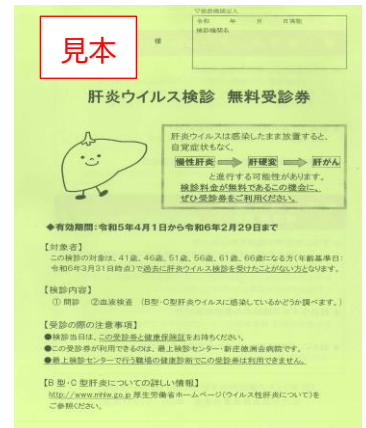 ▽検診機関記入
令和　年　月　日実施
検診機関名
見本
様
肝炎ウイルス検診　無料受診券
肝炎ウイルスは感染したまま放置すると、
自覚症状もなく、
慢性肝炎 ⇒ 肝硬変 ⇒ 肝がん
と進行する可能性があります。
検診料金が無料であるこの機会に、
ぜひ受診券をご利用ください。
◆有効期間：令和5年4月1日から令和6年2月29日まで
【対象者】
この検診の対象は、41歳、46歳、51歳、56歳、61歳、66歳になる方（年齢基準日：
令和6年3月31日時点）で過去に肝炎ウイルス検診を受けたことがない方となります。
【検診内容】
① 問診　②血液検査　（B型・C型肝炎ウイルスに感染しているかどうか調べます。）
【受診の際の注意事項】
●検診当日は、この受診券と健康保険証をお持ちください。
●この受診券が利用できるのは、最上検診センター・新庄徳洲会病院です。
●最上検診センターで行う職場の健康診断でこの受診券は利用できません。
【B型・C型肝炎についての詳しい情報】
http://www.mhlw.go.jp 厚生労働省ホームページ（ウイルス性肝炎について）を
ご参照ください。